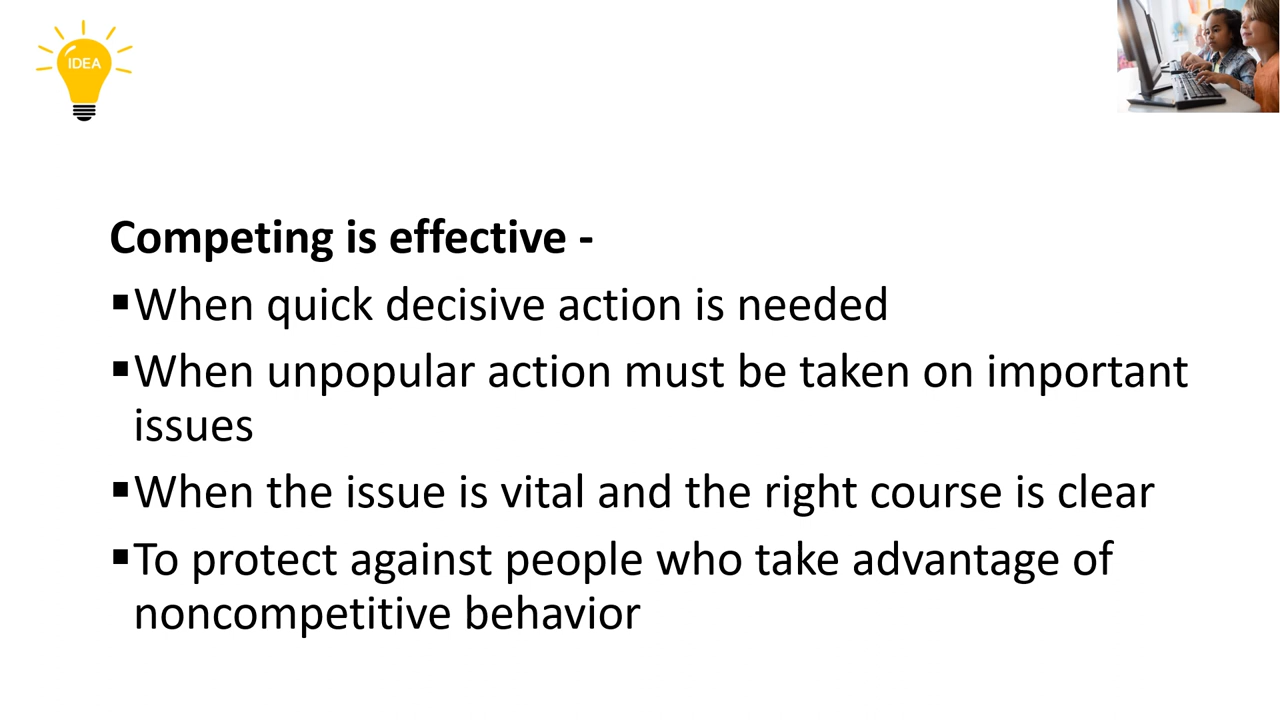 IDEA
Competing is effective -
▪When quick decisive action is needed
▪When unpopular action must be taken on important
issues
▪When the issue is vital and the right course is clear
▪To protect against people who take advantage of
noncompetitive behavior